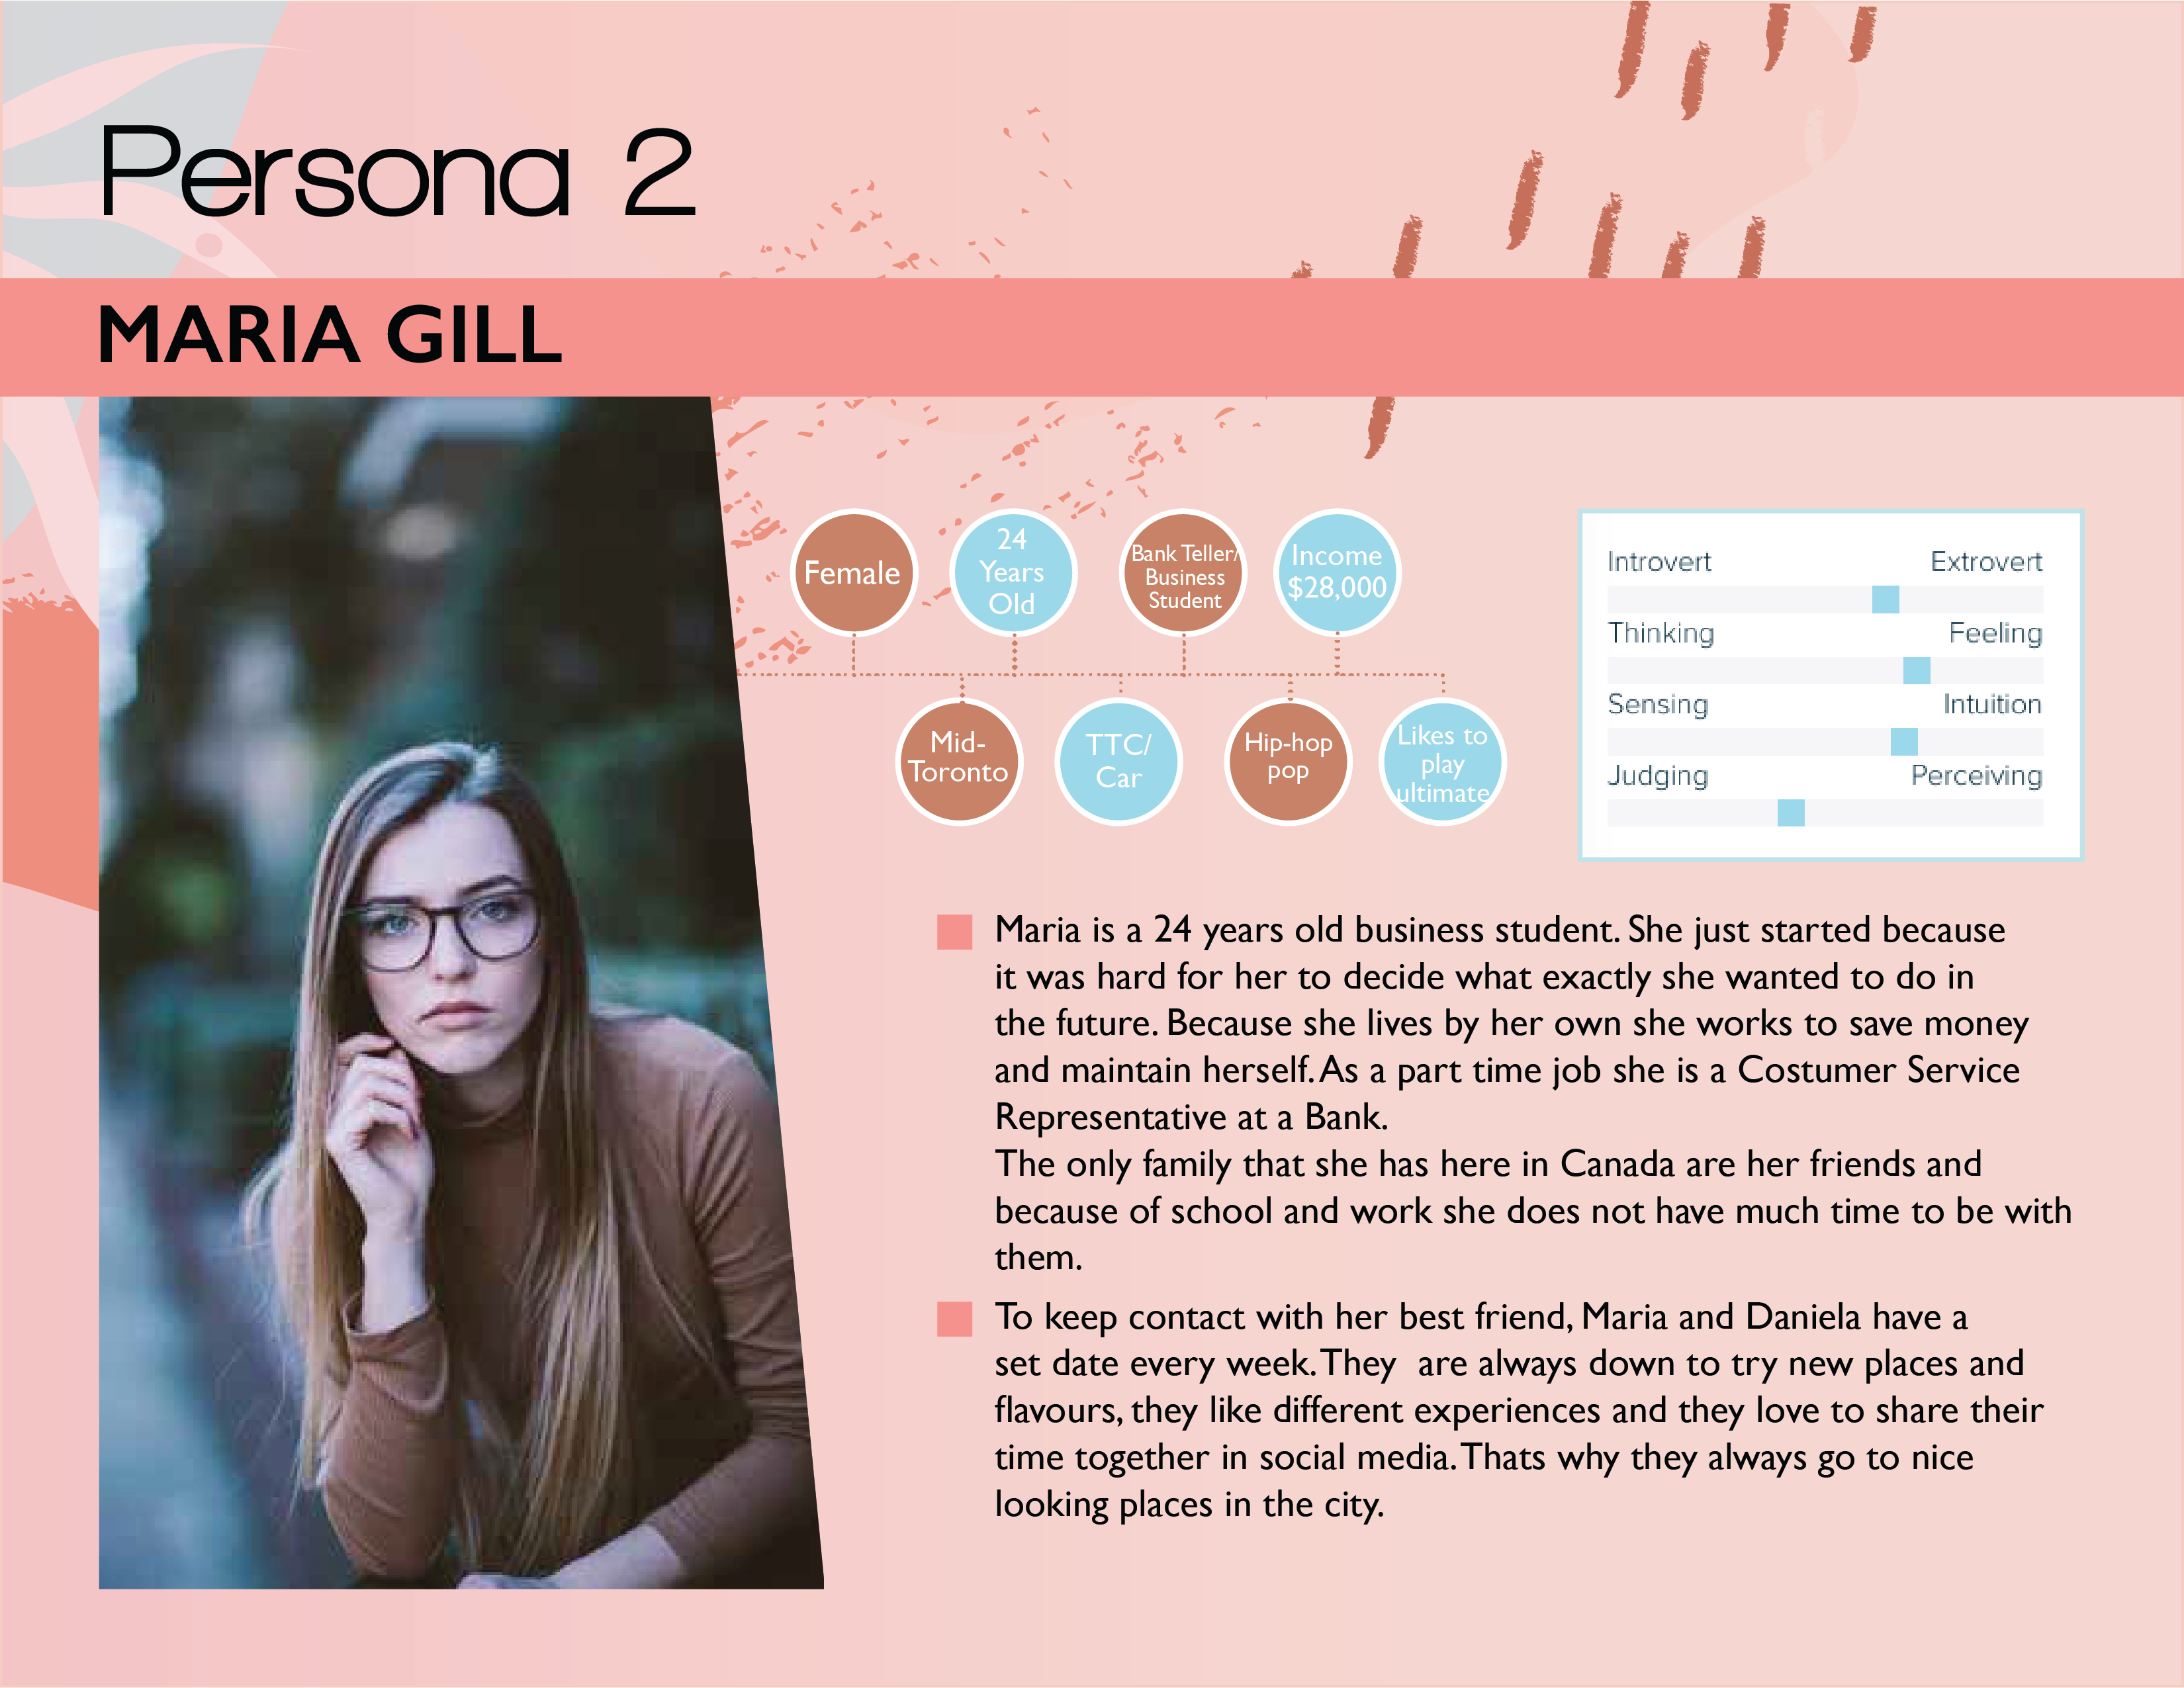 Persona 2
MARIA GILL
Female
24
Years
Old
Bank Teller/
Business
Student
Income
$28,000
Mid-
Toronto
TTC/
Car
Hip-hop
pop
Likes to
play
ultimate
Introvert Extrovert
Thinking Feeling
Sensing Intuition
Judging Perceiving
Maria is a 24 years old business student. She just started because
it was hard for her to decide what exactly she wanted to do in
the future. Because she lives by her own she works to save money
and maintain herself. As a part time job she is a Costumer Service
Representative at a Bank.
The only family that she has here in Canada are her friends and
because of school and work she does not have much time to be with
them.
To keep contact with her best friend, Maria and Daniela have a
set date every week. They  are always down to try new places and
flavours, they like different experiences and they love to share their
time together in social media. Thats why they always go to nice
looking places in the city.